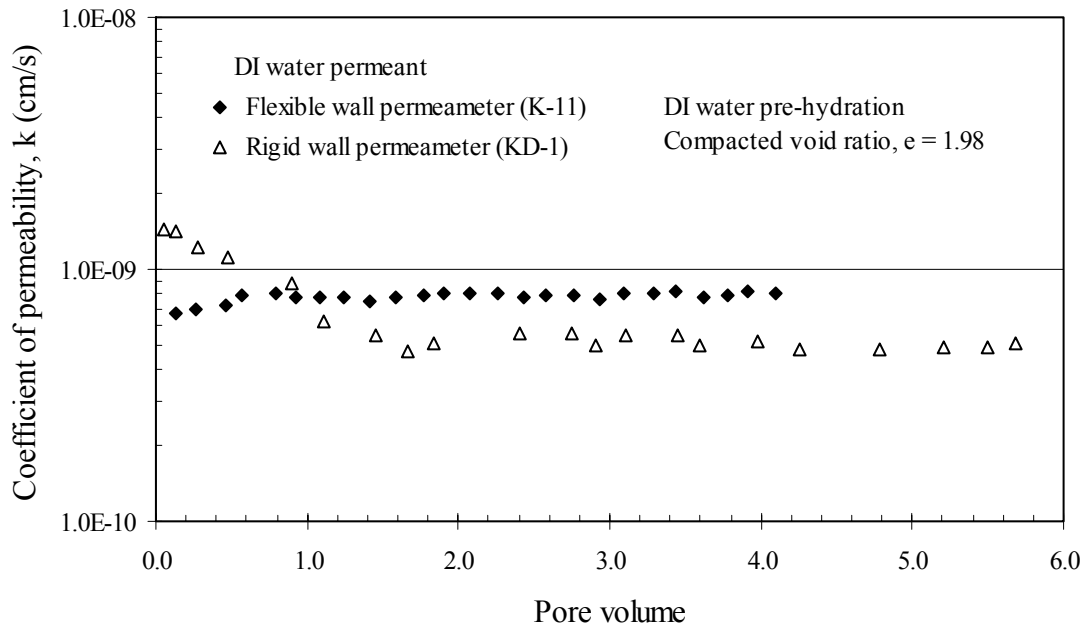 1.0E-08
DI water permeant
Flexible wall permeameter (K-11)
Rigid wall permeameter (KD-1)
DI water pre-hydration
Compacted void ratio, e = 1.98
1.0E-09
1.0E-10
Coefficient of permeability, k (cm/s)
0.0 1.0 2.0 3.0 4.0 5.0 6.0
Pore volume